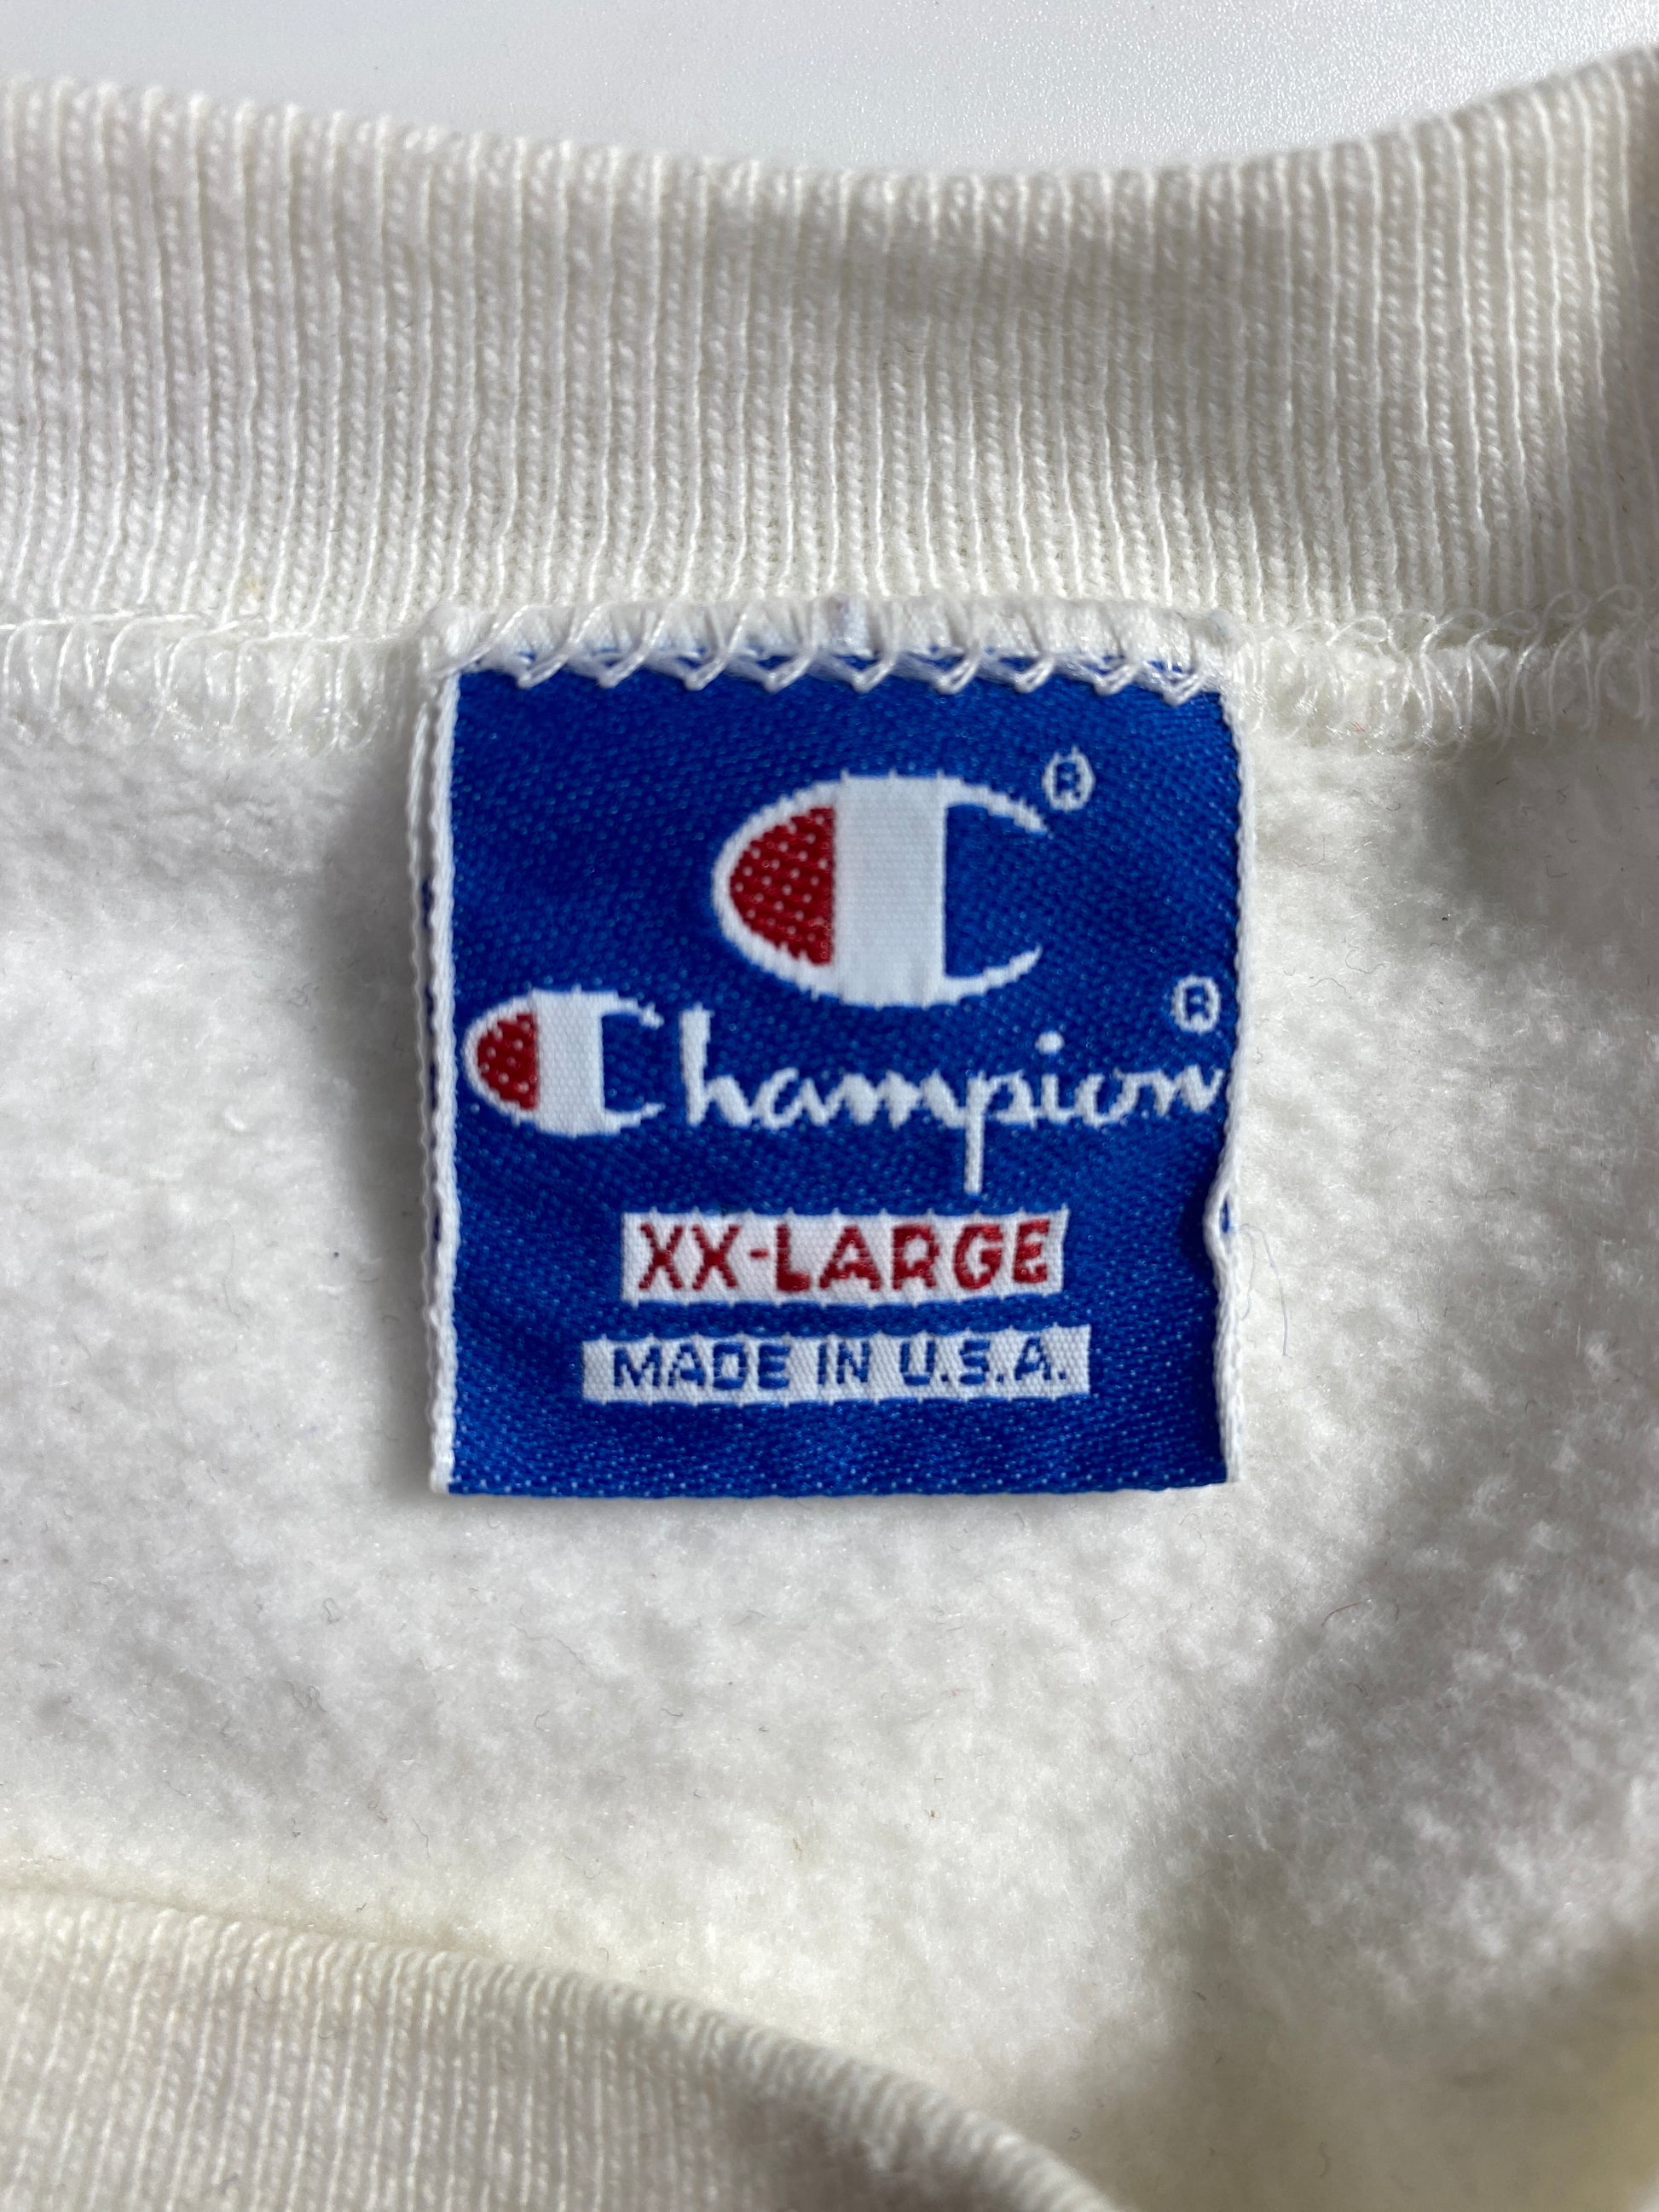 C®
Champion®
XX-LARGE
MADE IN U.S.A.